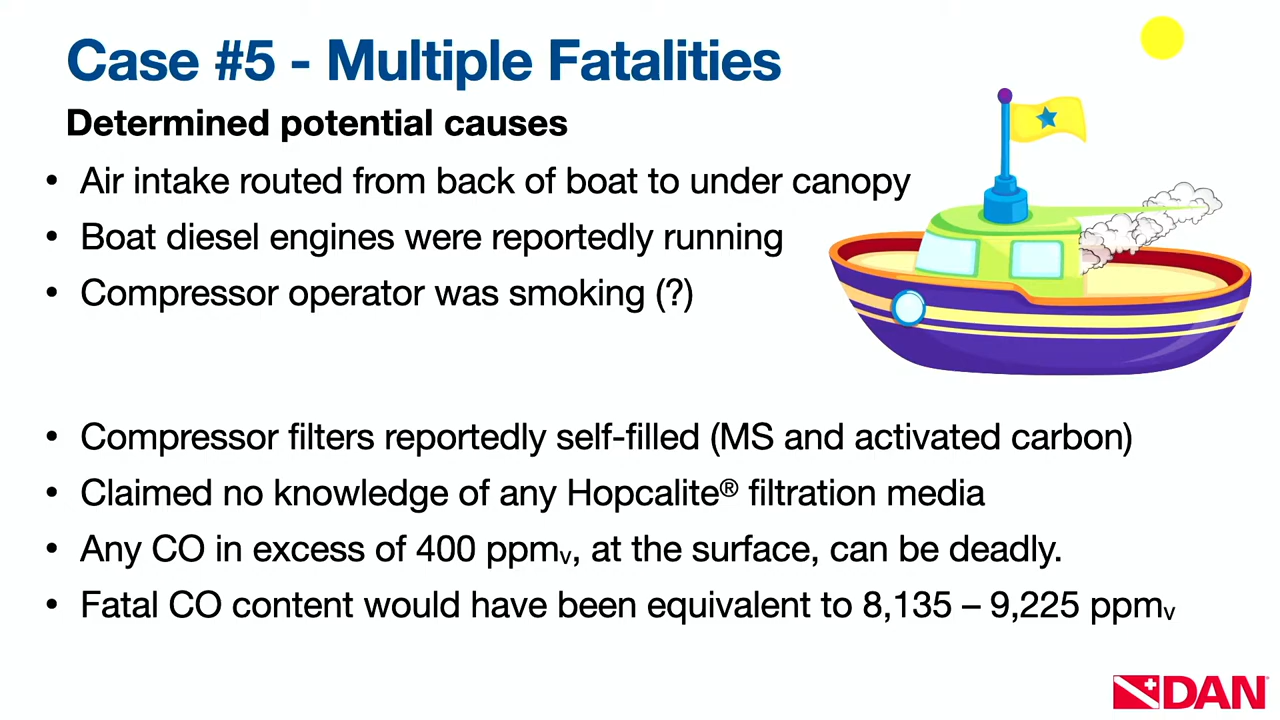 Case #5 - Multiple Fatalities
Determined potential causes
• Air intake routed from back of boat to under canopy
• Boat diesel engines were reportedly running
• Compressor operator was smoking (?)
• Compressor filters reportedly self-filled (MS and activated carbon)
• Claimed no knowledge of any Hopcalite® filtration media
• Any CO in excess of 400 ppmv, at the surface, can be deadly.
• Fatal CO content would have been equivalent to 8,135 – 9,225 ppmv
DAN